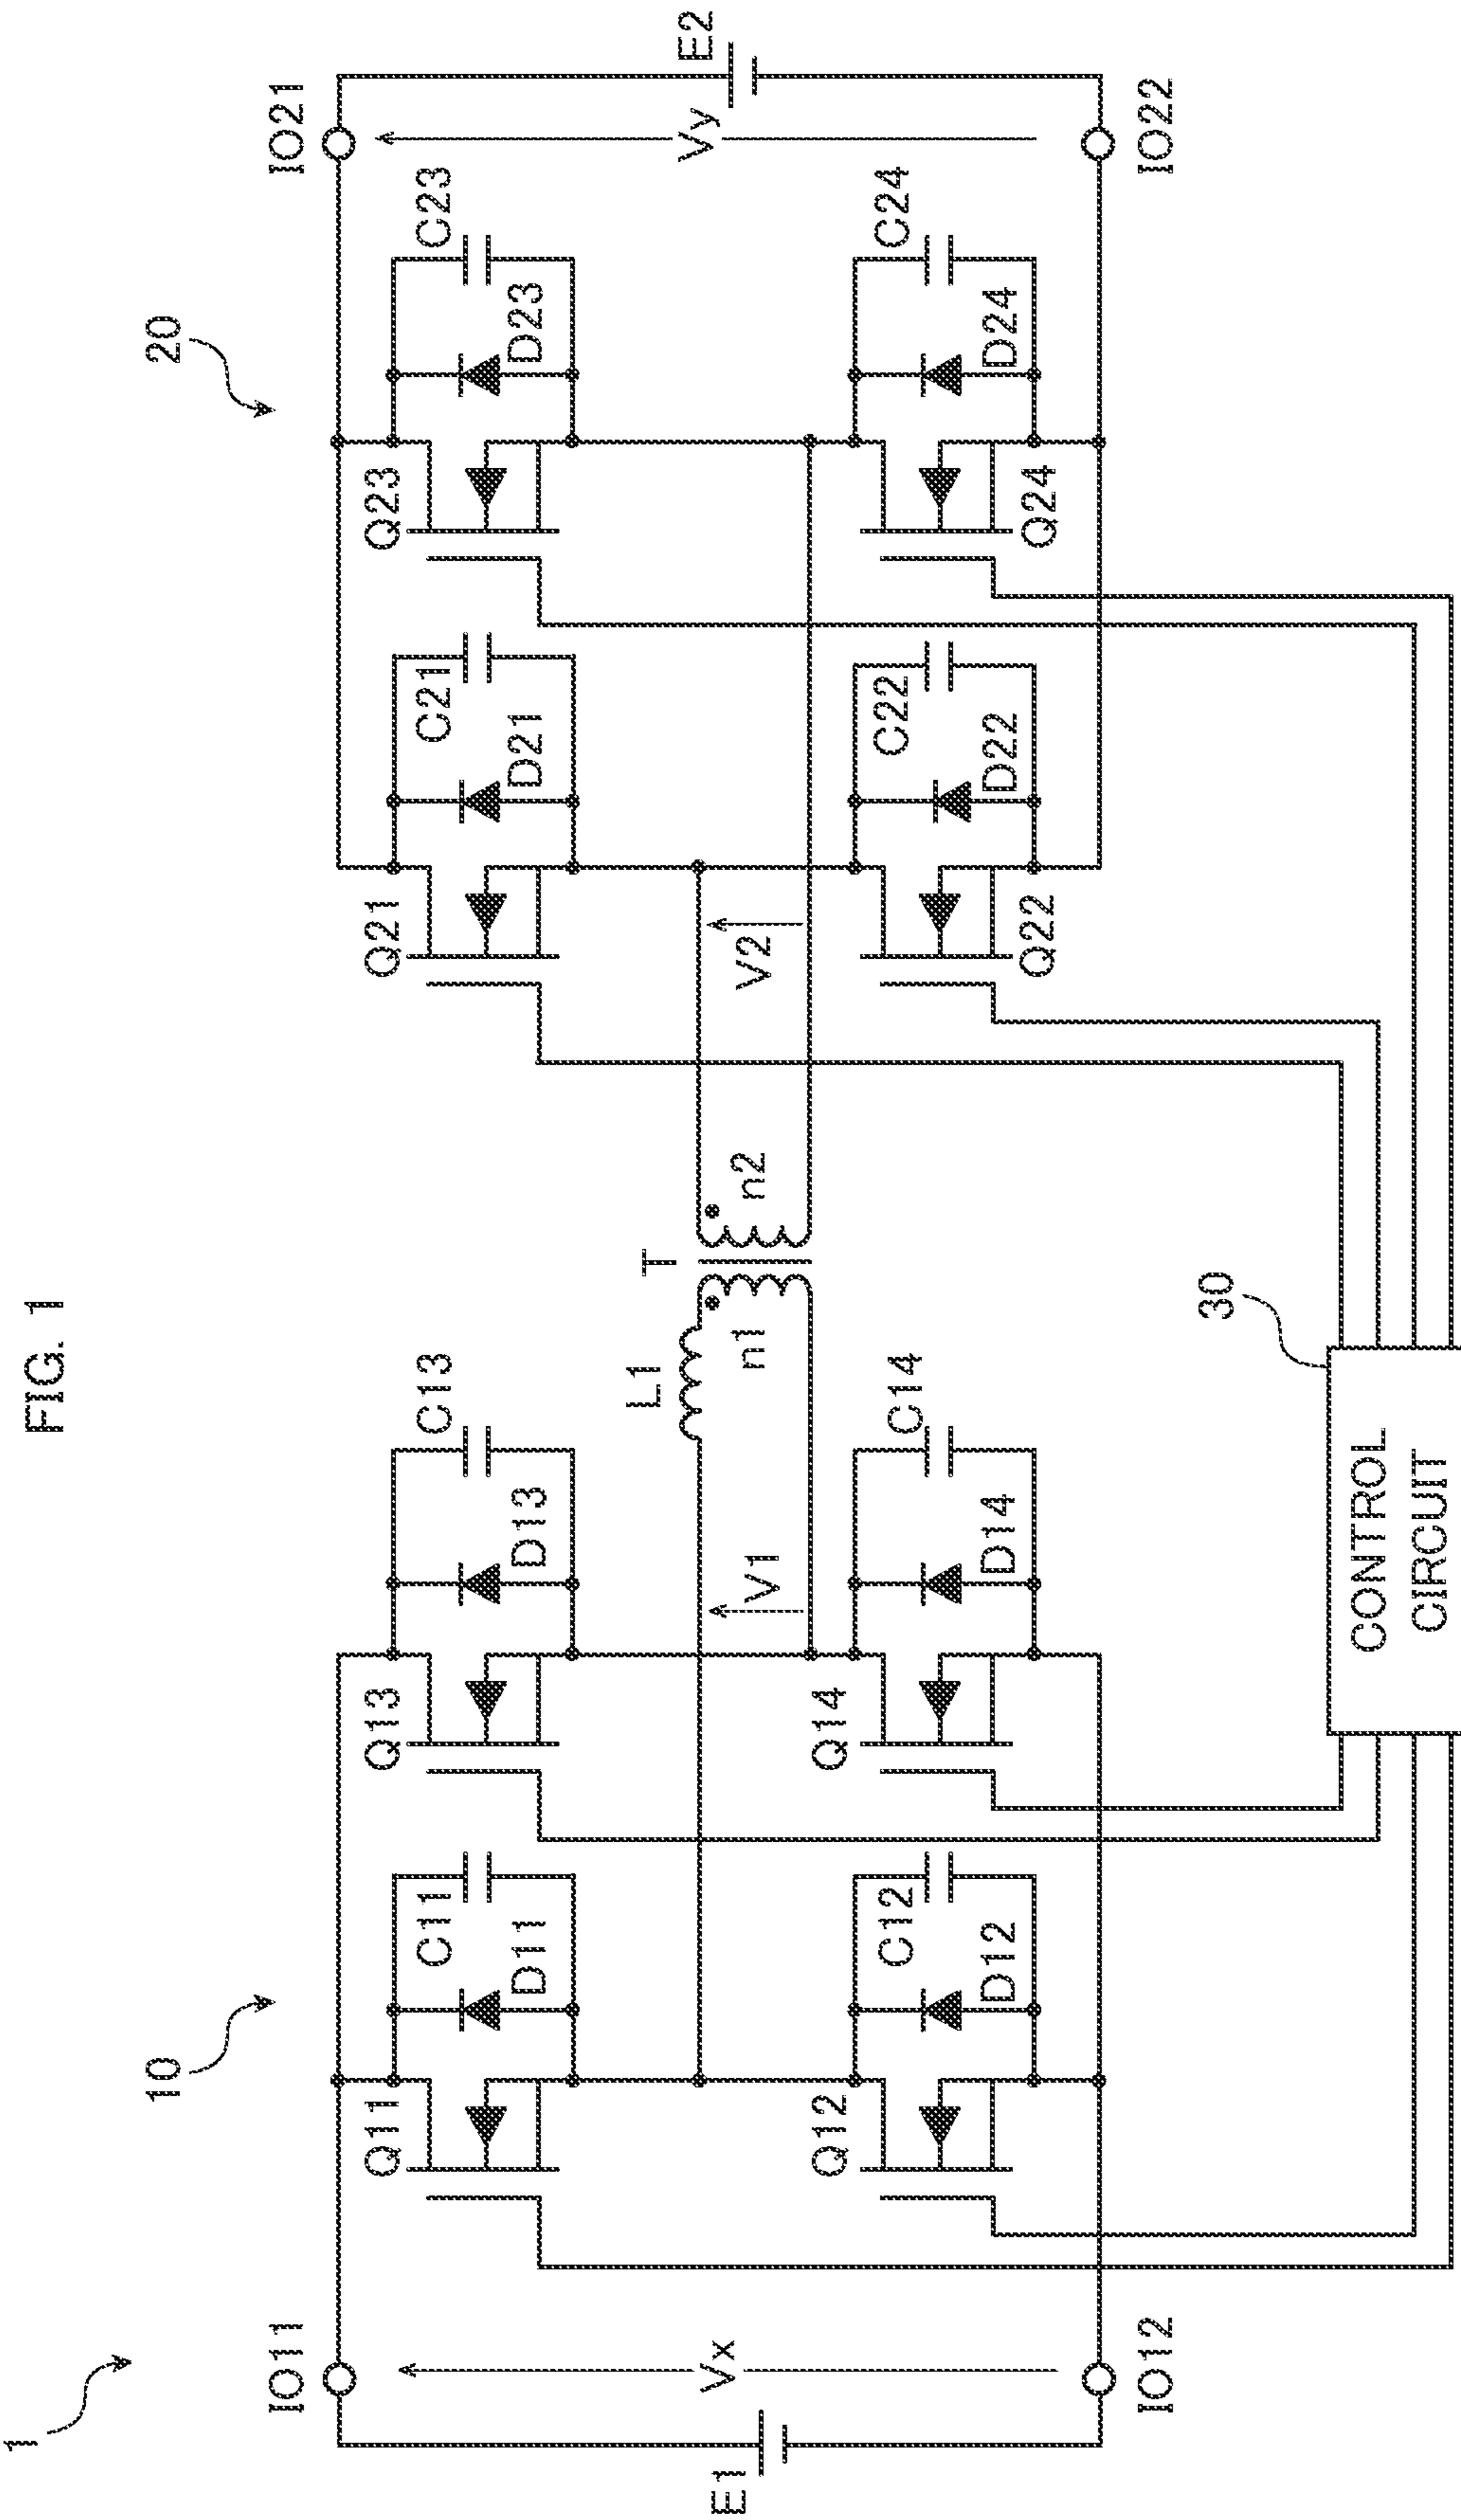 FIG. 1
1
10
20
IO11
IO21
Q11
C11
D11
Q13
C13
D13
Q21
C21
D21
Q23
C23
D23
E1
Vx
L1
T
n1
n2
V1
V2
Vy
E2
Q12
C12
D12
Q14
C14
D14
Q22
C22
D22
Q24
C24
D24
IO12
IO22
30
CONTROL
CIRCUIT